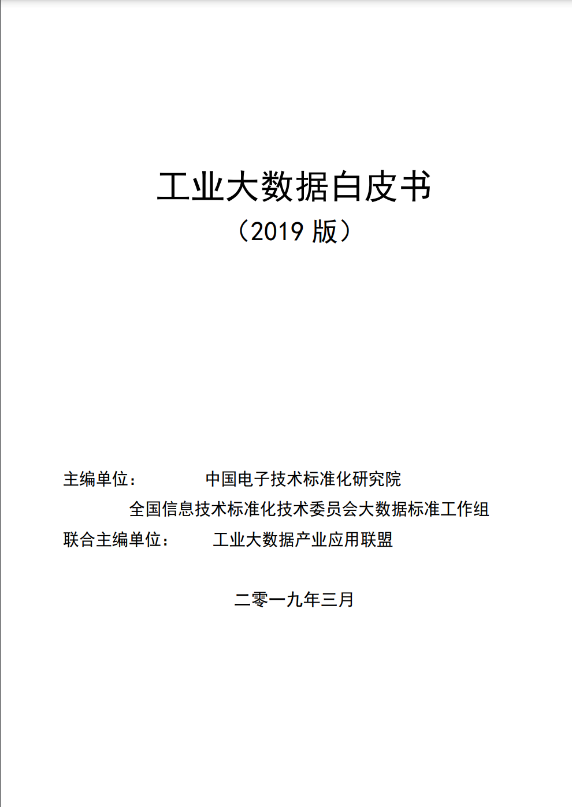 工业大数据白皮书
（2019 版）
主编单位： 中国电子技术标准化研究院
全国信息技术标准化技术委员会大数据标准工作组
联合主编单位： 工业大数据产业应用联盟
二零一九年三月